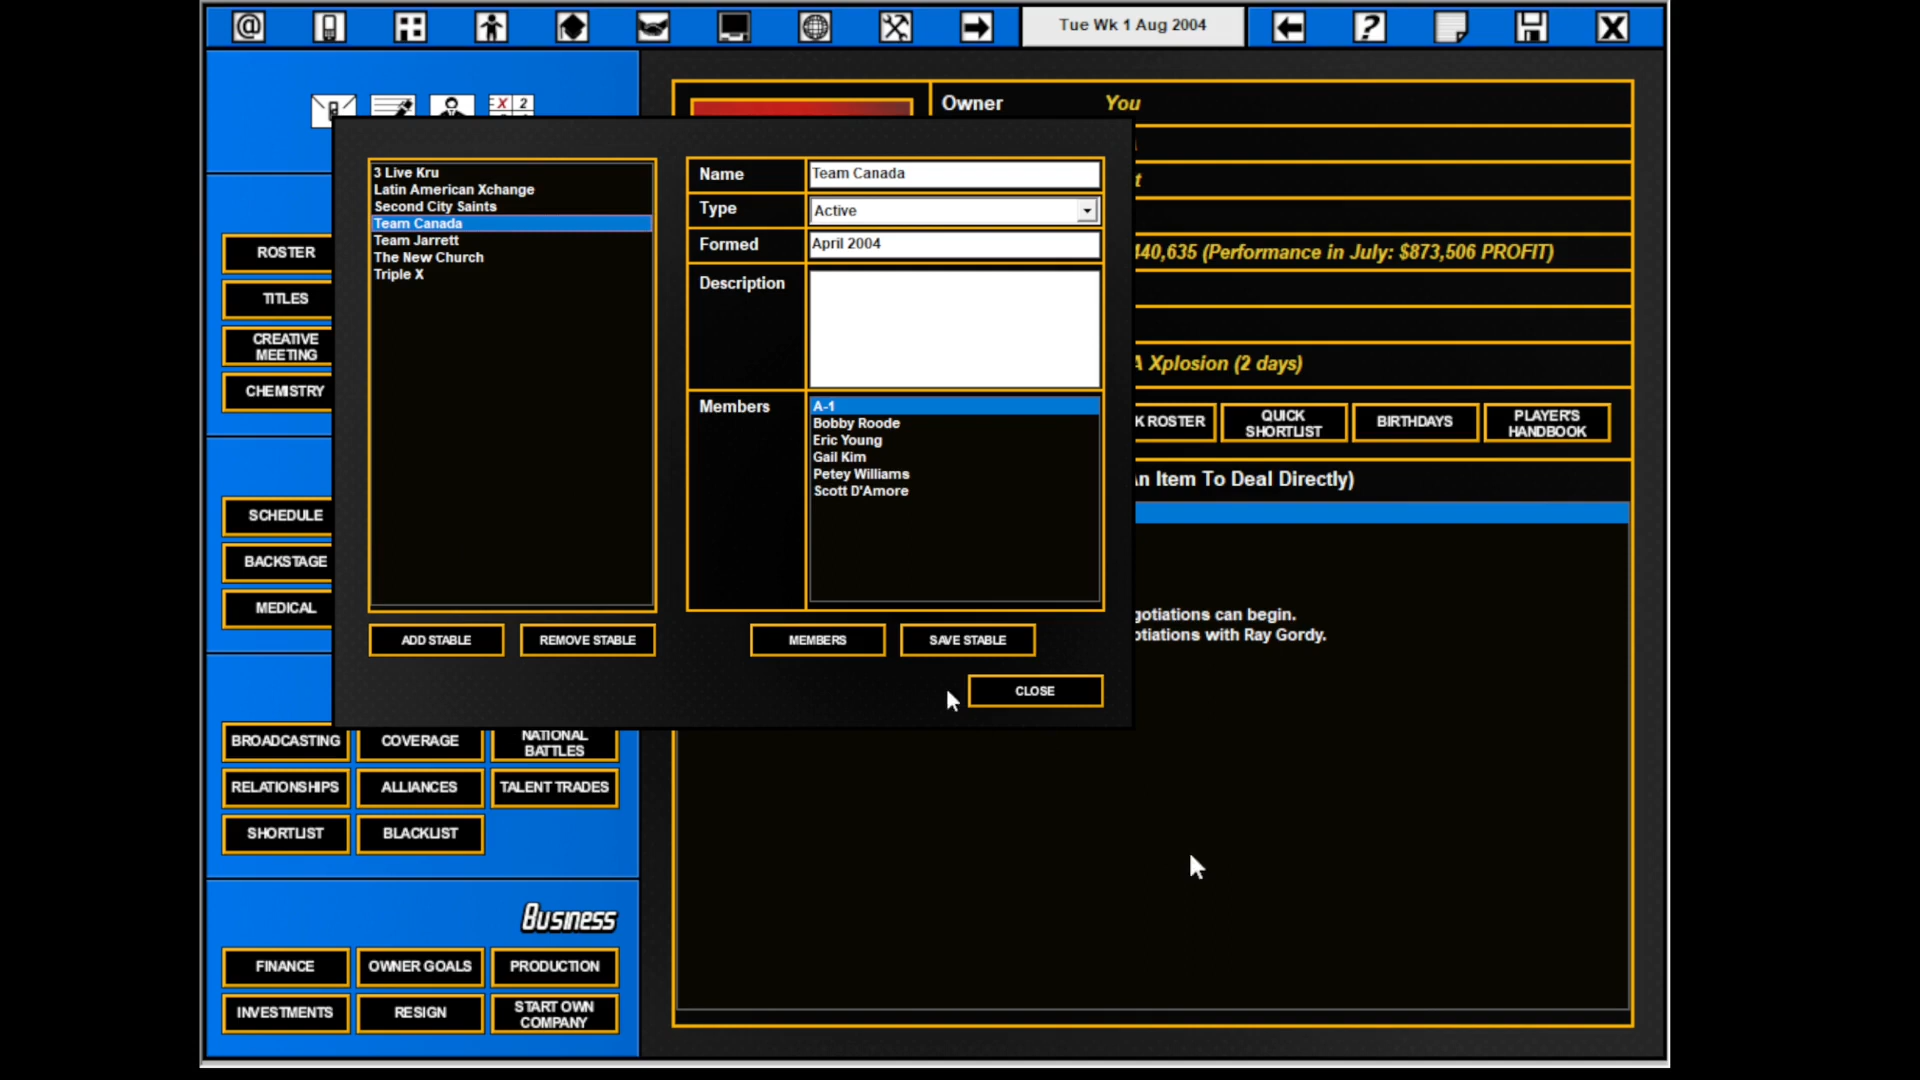 @
Tue Wk 1 Aug 2004
?
X
X 2
Owner
You
ROSTER
TITLES
CREATIVE
MEETING
CHEMISTRY
SCHEDULE
BACKSTAGE
MEDICAL
3 Live Kru
Latin American Xchange
Second City Saints
Team Canada
Team Jarrett
The New Church
Triple X
ADD STABLE
REMOVE STABLE
Name
Team Canada
Type
Active
Formed
April 2004
Description
Members
A-1
Bobby Roode
Eric Young
Gail Kim
Petey Williams
Scott D'Amore
MEMBERS
SAVE STABLE
CLOSE
t
440,635 (Performance in July: $873,506 PROFIT)
A Xplosion (2 days)
K ROSTER
QUICK
SHORTLIST
BIRTHDAYS
PLAYER'S
HANDBOOK
An Item To Deal Directly)
gotiations can begin.
otiations with Ray Gordy.
BROADCASTING
COVERAGE
NATIONAL
BATTLES
RELATIONSHIPS
ALLIANCES
TALENT TRADES
SHORTLIST
BLACKLIST
Business
FINANCE
OWNER GOALS
PRODUCTION
INVESTMENTS
RESIGN
START OWN
COMPANY